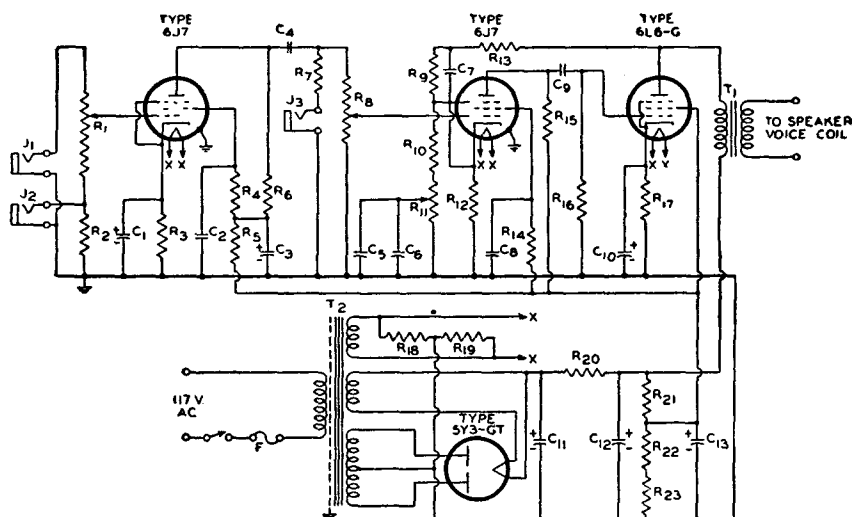 TYPE
6J7
TYPE
6J7
TYPE
6L6-G
C4
R7
J3
R8
R9
C7
R13
C9
R15
T1
TO SPEAKER
VOICE COIL
R1
J1
J2
X X
R4
R6
R10
R11
X X
R12
R16
X X
R17
R2
C1
R3
C2
R5
C3
C5
C6
C8
R14
C10
T2
X
R18
R19
X
R20
117 V.
AC
F
TYPE
5Y3-GT
C11
C12
R21
R22
R23
C13